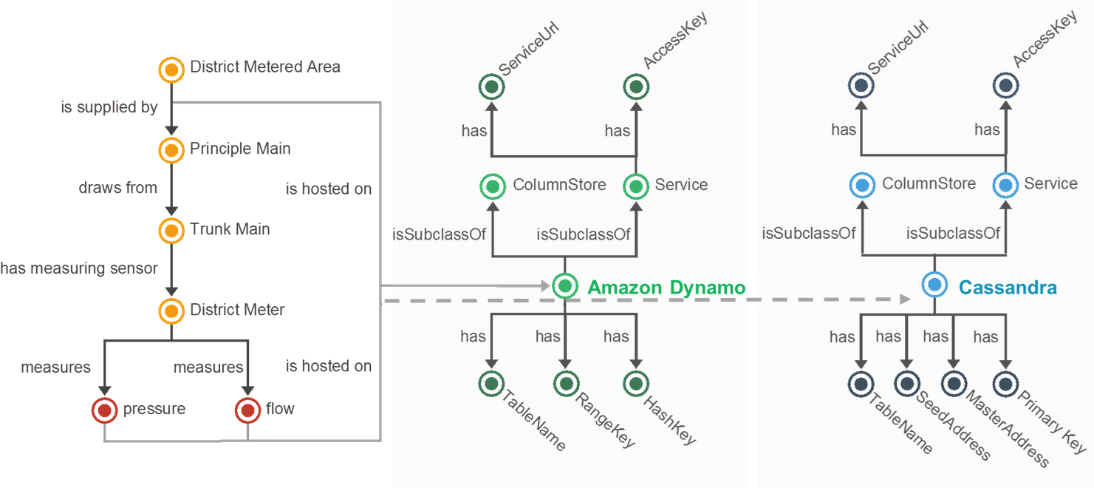 District Metered Area
is supplied by
Principle Main
draws from
is hosted on
Trunk Main
has measuring sensor
District Meter
measures
measures
is hosted on
pressure
flow
ServiceUrl
AccessKey
has
has
ColumnStore
Service
isSubclassOf
isSubclassOf
Amazon Dynamo
has
has
has
TableName
RangeKey
HashKey
ServiceUrl
AccessKey
has
has
ColumnStore
Service
isSubclassOf
isSubclassOf
Cassandra
has
has
has
has
TableName
SeedAddress
MasterAddress
Primary Key